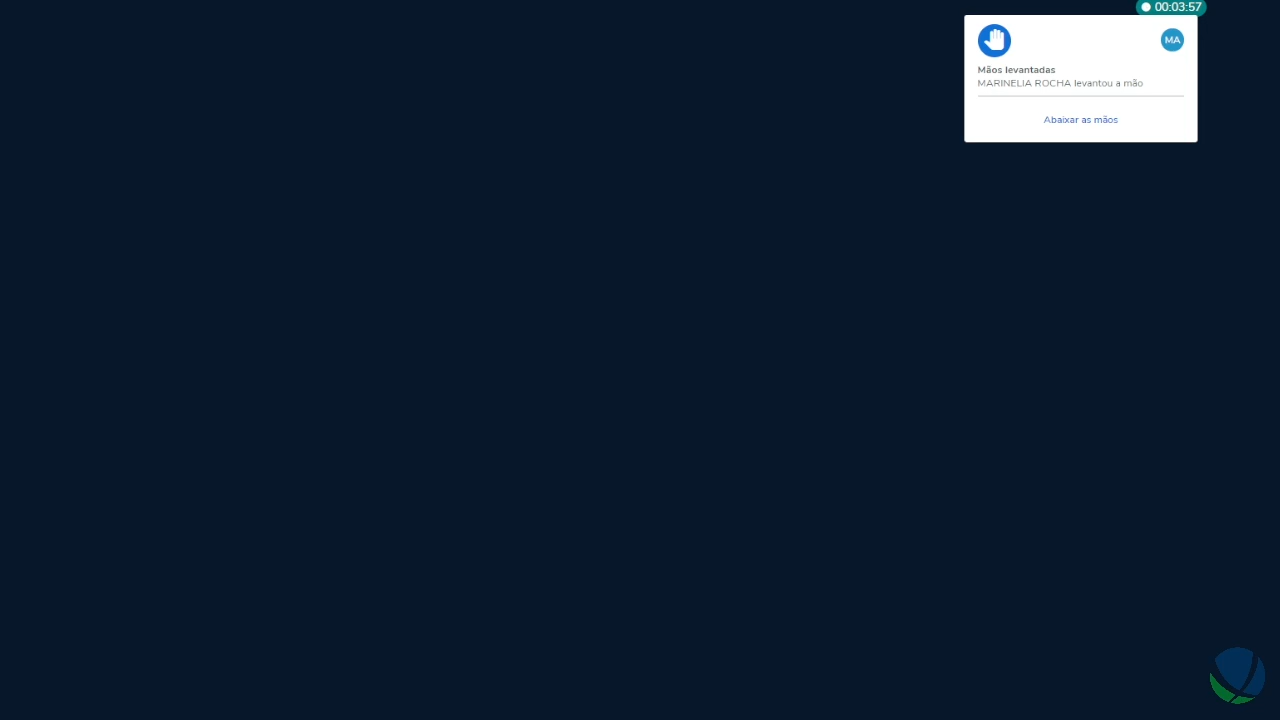 00:03:57
MA
Mãos levantadas
MARINELIA ROCHA levantou a mão
Abaixar as mãos